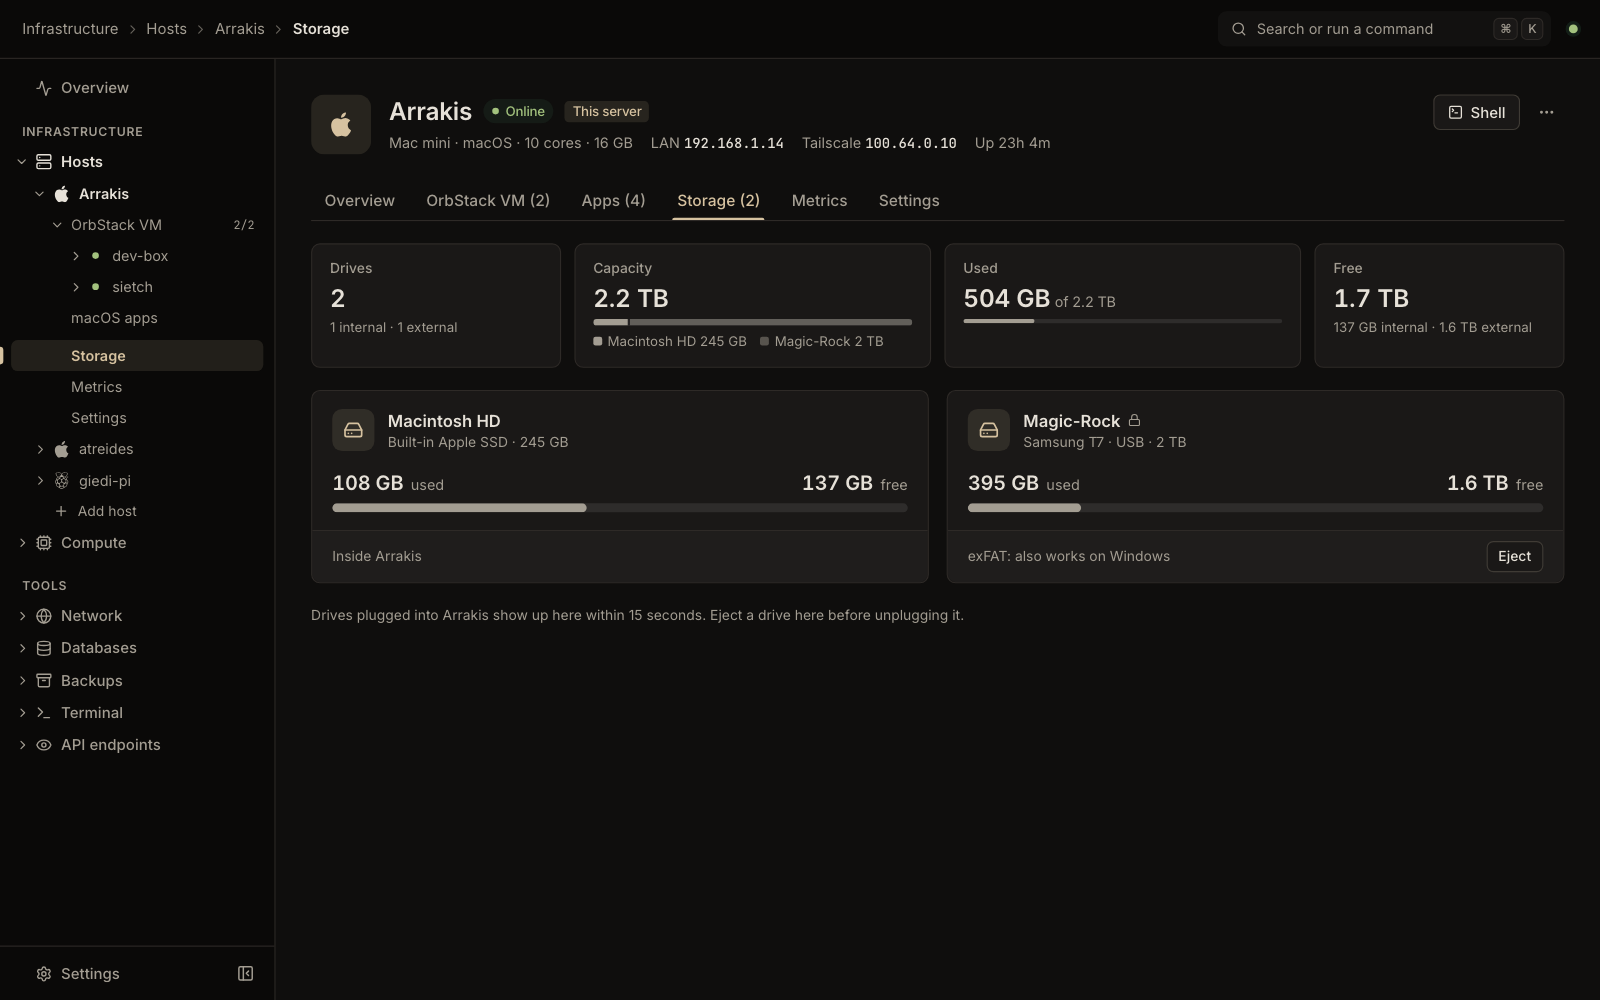 Infrastructure > Hosts > Arrakis > Storage
Search or run a command ⌘ K
Overview
INFRASTRUCTURE
Hosts
Arrakis
OrbStack VM 2/2
dev-box
sietch
macOS apps
Storage
Metrics
Settings
atreides
giedi-pi
+ Add host
Compute
TOOLS
Network
Databases
Backups
Terminal
API endpoints
Settings
Arrakis Online This server
Shell
Mac mini · macOS · 10 cores · 16 GB LAN 192.168.1.14 Tailscale 100.64.0.10 Up 23h 4m
Overview OrbStack VM (2) Apps (4) Storage (2) Metrics Settings
Drives
2
1 internal · 1 external
Capacity
2.2 TB
Macintosh HD 245 GB Magic-Rock 2 TB
Used
504 GB of 2.2 TB
Free
1.7 TB
137 GB internal · 1.6 TB external
Macintosh HD
Built-in Apple SSD · 245 GB
108 GB used 137 GB free
Inside Arrakis
Magic-Rock
Samsung T7 · USB · 2 TB
395 GB used 1.6 TB free
exFAT: also works on Windows Eject
Drives plugged into Arrakis show up here within 15 seconds. Eject a drive here before unplugging it.